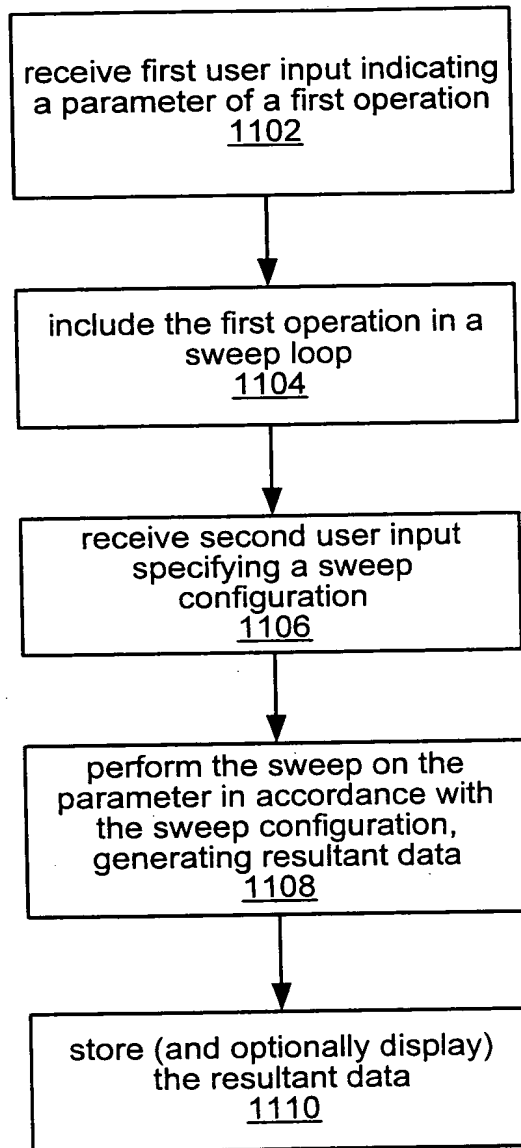 receive first user input indicating
a parameter of a first operation
1102
include the first operation in a
sweep loop
1104
receive second user input
specifying a sweep
configuration
1106
perform the sweep on the
parameter in accordance with
the sweep configuration,
generating resultant data
1108
store (and optionally display)
the resultant data
1110